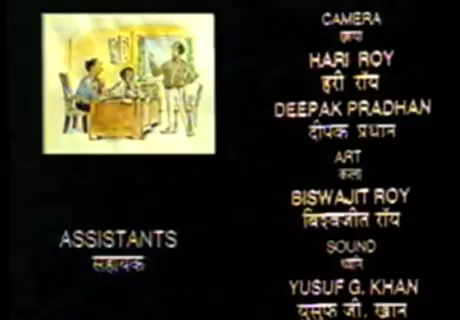 ASSISTANTS
सहायक
CAMERA
छाया
HARI ROY
हरी रॉय
DEEPAK PRADHAN
दीपक प्रधान
ART
कला
BISWAJIT ROY
बिश्वजीत रॉय
SOUND
ध्वनि
YUSUF G. KHAN
युसुफ जी. खान